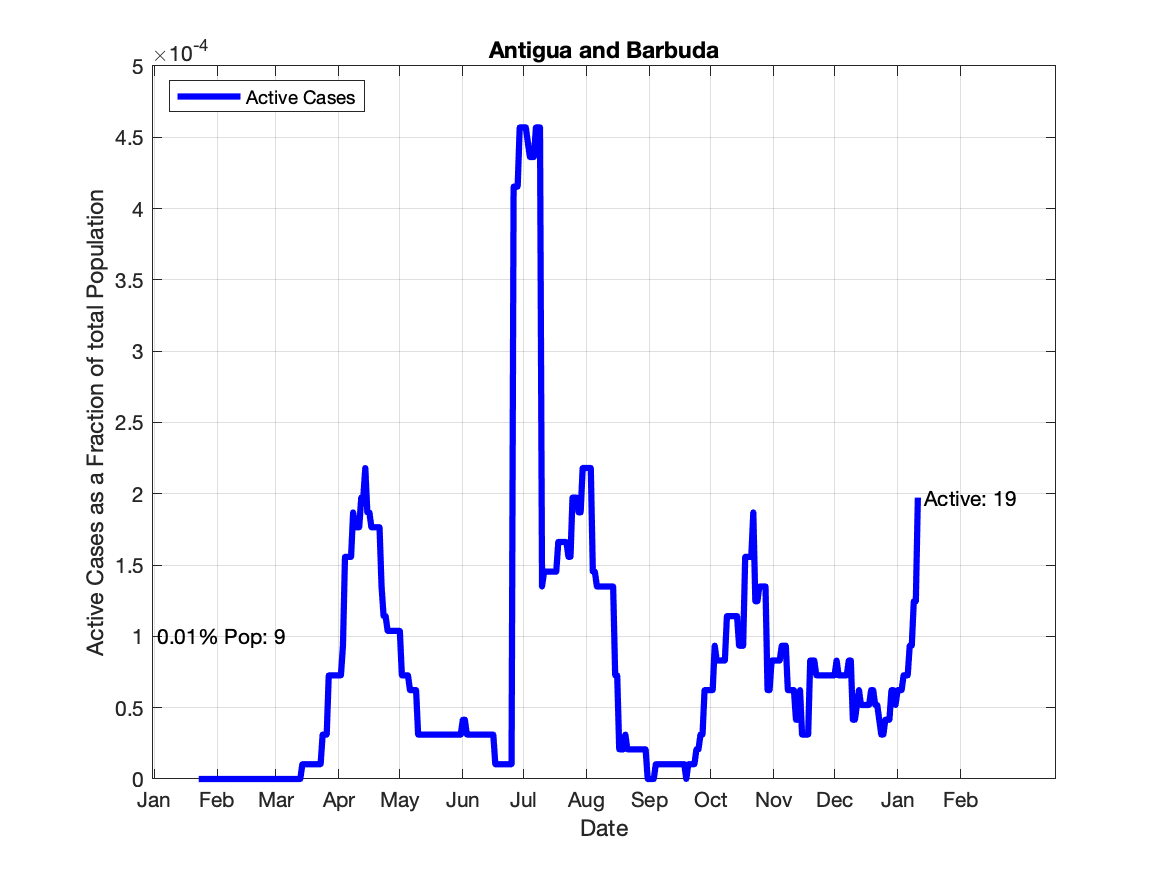 ×10-4
Antigua and Barbuda
Active Cases
5
4.5
4
3.5
3
2.5
2
1.5
1
0.5
0
Active Cases as a Fraction of total Population
0.01% Pop: 9
Active: 19
Jan Feb Mar Apr May Jun Jul Aug Sep Oct Nov Dec Jan Feb
Date